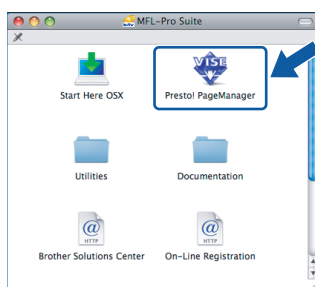 MFL-Pro Suite
VISE
Start Here OSX
Presto! PageManager
Utilities
Documentation
@
HTTP
@
HTTP
Brother Solutions Center
On-Line Registration